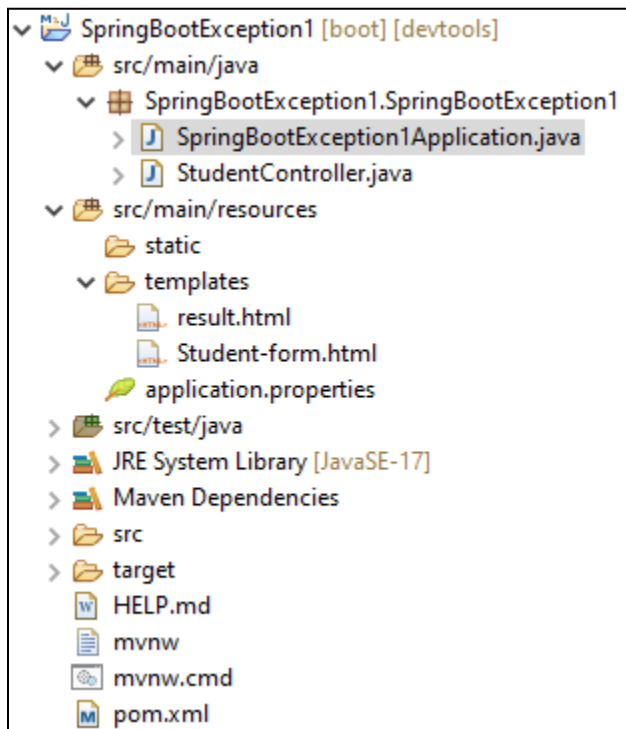 SpringBootException1 [boot] [devtools]
src/main/java
SpringBootException1.SpringBootException1
SpringBootException1Application.java
StudentController.java
src/main/resources
static
templates
result.html
Student-form.html
application.properties
src/test/java
JRE System Library [JavaSE-17]
Maven Dependencies
src
target
HELP.md
mvnw
mvnw.cmd
pom.xml